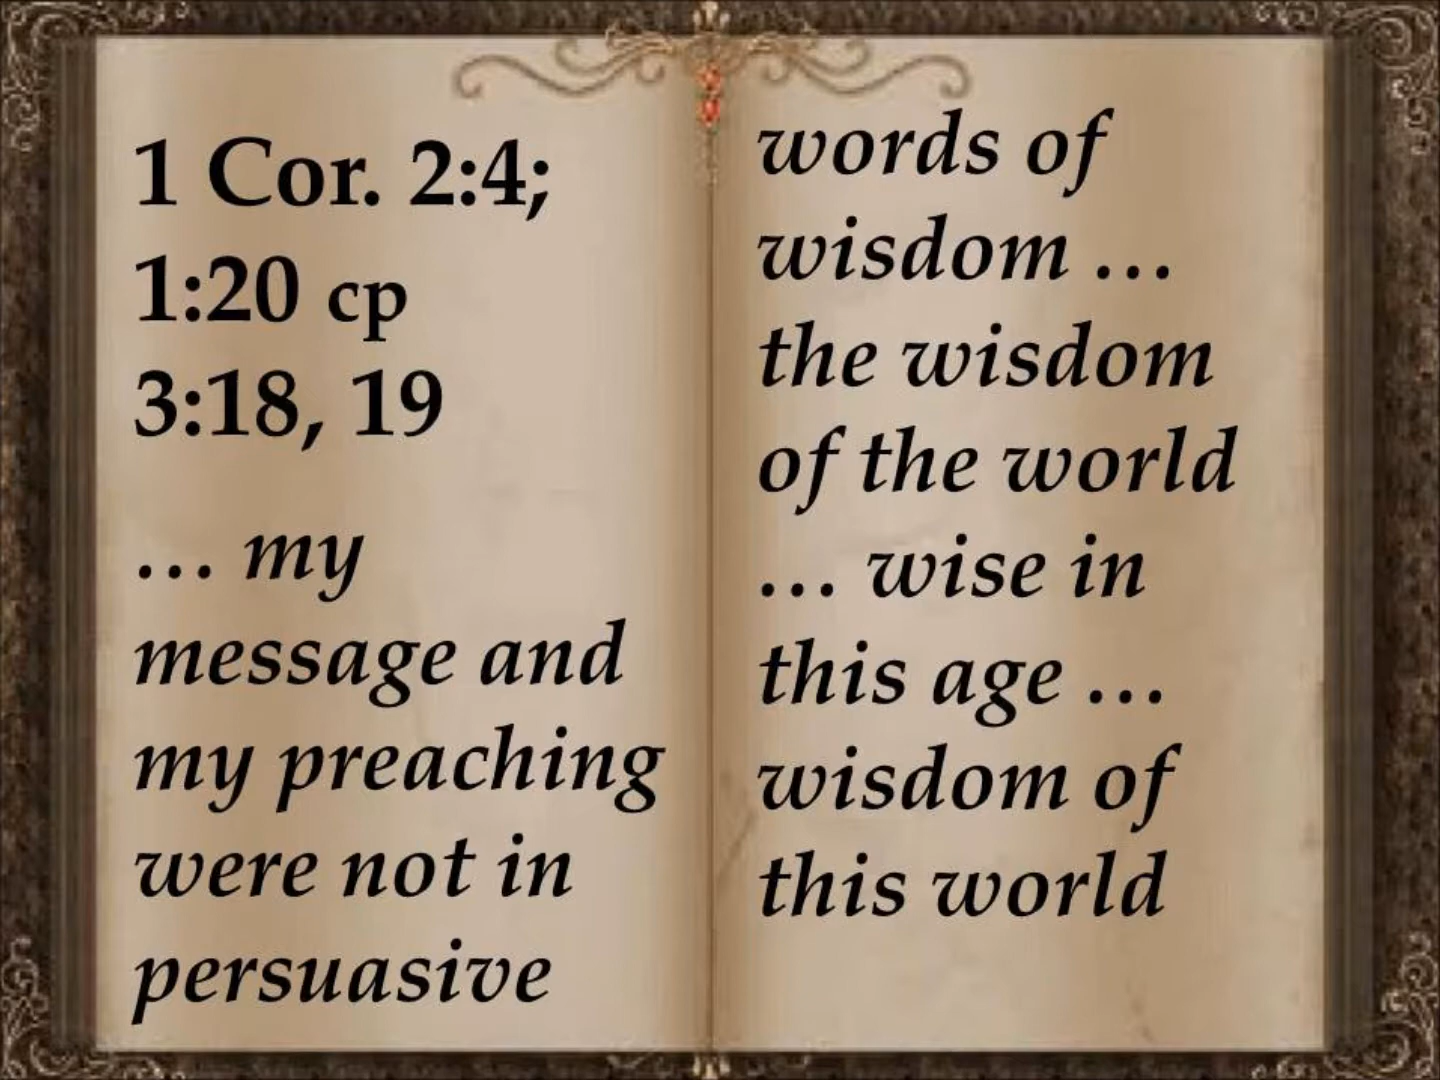 1 Cor. 2:4;
1:20 cp
3:18, 19
… my
message and
my preaching
were not in
persuasive
words of
wisdom …
the wisdom
of the world
… wise in
this age …
wisdom of
this world